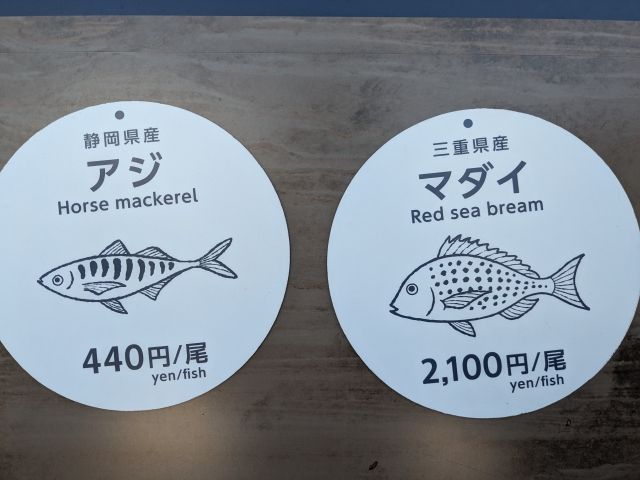 静岡県産
アジ
Horse mackerel
440円/尾
yen/fish
三重県産
マダイ
Red sea bream
2,100円/尾
yen/fish